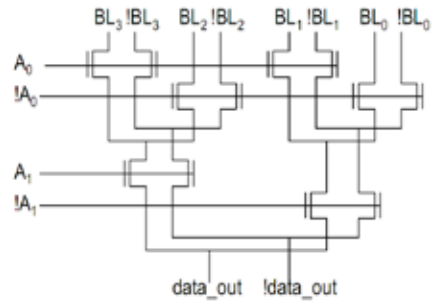 BL₃ !BL₃ BL₂ !BL₂ BL₁ !BL₁ BL₀ !BL₀
A₀
!A₀
A₁
!A₁
data_out !data_out